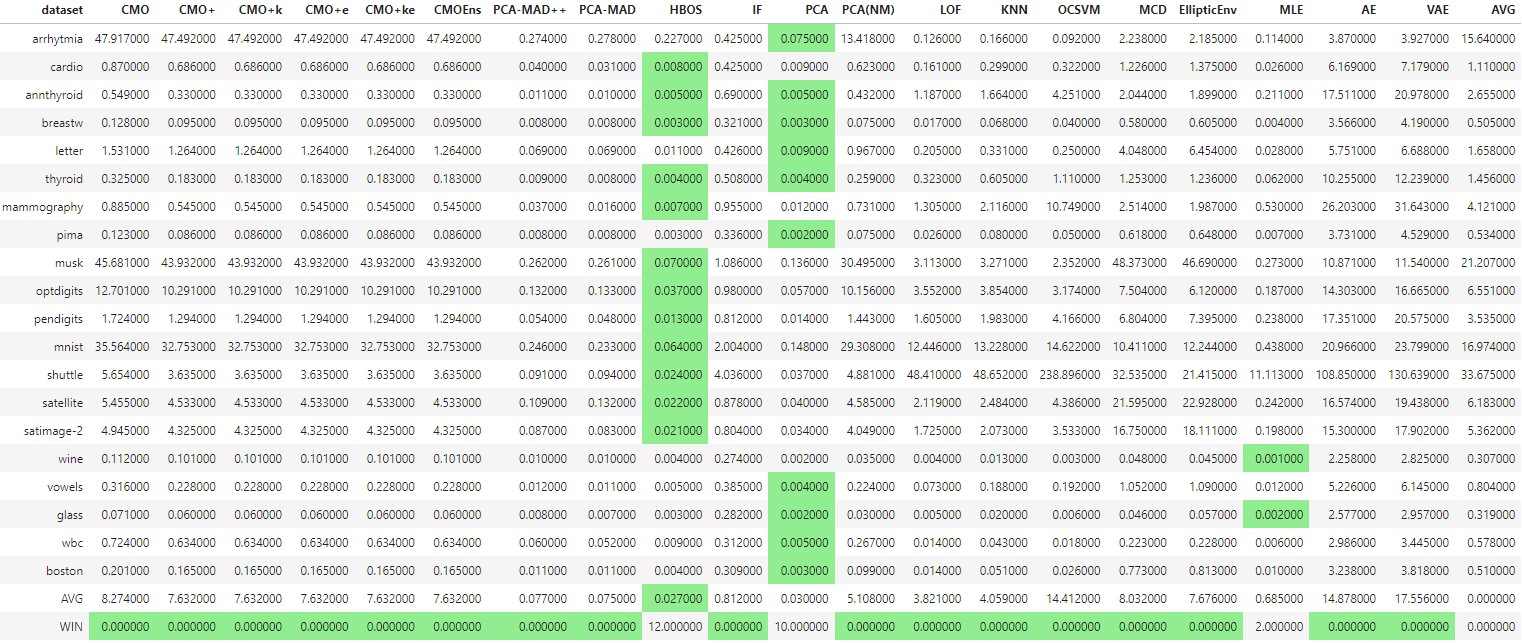 dataset CMO CMO+ CMO+k CMO+e CMO+ke CMOEns PCA-MAD++ PCA-MAD HBOS IF PCA PCA(NM) LOF KNN OCSVM MCD EllipticEnv MLE AE VAE AVG
arrhytmia 47.917000 47.492000 47.492000 47.492000 47.492000 47.492000 0.274000 0.278000 0.227000 0.425000 0.075000 13.418000 0.126000 0.166000 0.092000 2.238000 2.185000 0.114000 3.870000 3.927000 15.640000
cardio 0.870000 0.686000 0.686000 0.686000 0.686000 0.686000 0.040000 0.031000 0.008000 0.425000 0.009000 0.623000 0.161000 0.299000 0.322000 1.226000 1.375000 0.026000 6.169000 7.179000 1.110000
annthyroid 0.549000 0.330000 0.330000 0.330000 0.330000 0.330000 0.011000 0.010000 0.005000 0.690000 0.005000 0.432000 1.187000 1.664000 4.251000 2.044000 1.899000 0.211000 17.511000 20.978000 2.655000
breastw 0.128000 0.095000 0.095000 0.095000 0.095000 0.095000 0.008000 0.008000 0.003000 0.321000 0.003000 0.075000 0.017000 0.068000 0.040000 0.580000 0.605000 0.004000 3.566000 4.190000 0.505000
letter 1.531000 1.264000 1.264000 1.264000 1.264000 1.264000 0.069000 0.069000 0.011000 0.426000 0.009000 0.967000 0.205000 0.331000 0.250000 4.048000 6.454000 0.028000 5.751000 6.688000 1.658000
thyroid 0.325000 0.183000 0.183000 0.183000 0.183000 0.183000 0.009000 0.008000 0.004000 0.508000 0.004000 0.259000 0.323000 0.605000 1.110000 1.253000 1.236000 0.062000 10.255000 12.239000 1.456000
mammography 0.885000 0.545000 0.545000 0.545000 0.545000 0.545000 0.037000 0.016000 0.007000 0.955000 0.012000 0.731000 1.305000 2.116000 10.749000 2.514000 1.987000 0.530000 26.203000 31.643000 4.121000
pima 0.123000 0.086000 0.086000 0.086000 0.086000 0.086000 0.008000 0.008000 0.003000 0.336000 0.002000 0.075000 0.026000 0.080000 0.050000 0.618000 0.648000 0.007000 3.731000 4.529000 0.534000
musk 45.681000 43.932000 43.932000 43.932000 43.932000 43.932000 0.262000 0.261000 0.070000 1.086000 0.136000 30.495000 3.113000 3.271000 2.352000 48.373000 46.690000 0.273000 10.871000 11.540000 21.207000
optdigits 12.701000 10.291000 10.291000 10.291000 10.291000 10.291000 0.132000 0.133000 0.037000 0.980000 0.057000 10.156000 3.552000 3.854000 3.174000 7.504000 6.120000 0.187000 14.303000 16.665000 6.551000
pendigits 1.724000 1.294000 1.294000 1.294000 1.294000 1.294000 0.054000 0.048000 0.013000 0.812000 0.014000 1.443000 1.605000 1.983000 4.166000 6.804000 7.395000 0.238000 17.351000 20.575000 3.535000
mnist 35.564000 32.753000 32.753000 32.753000 32.753000 32.753000 0.246000 0.233000 0.064000 2.004000 0.148000 29.308000 12.446000 13.228000 14.622000 10.411000 12.244000 0.438000 20.966000 23.799000 16.974000
shuttle 5.654000 3.635000 3.635000 3.635000 3.635000 3.635000 0.091000 0.094000 0.024000 4.036000 0.037000 4.881000 48.410000 48.652000 238.896000 32.535000 21.415000 11.113000 108.850000 130.639000 33.675000
satellite 5.455000 4.533000 4.533000 4.533000 4.533000 4.533000 0.109000 0.132000 0.022000 0.878000 0.040000 4.585000 2.119000 2.484000 4.386000 21.595000 22.928000 0.242000 16.574000 19.438000 6.183000
satimage-2 4.945000 4.325000 4.325000 4.325000 4.325000 4.325000 0.087000 0.083000 0.021000 0.804000 0.034000 4.049000 1.725000 2.073000 3.533000 16.750000 18.111000 0.198000 15.300000 17.902000 5.362000
wine 0.112000 0.101000 0.101000 0.101000 0.101000 0.101000 0.010000 0.010000 0.004000 0.274000 0.002000 0.035000 0.004000 0.013000 0.003000 0.048000 0.045000 0.001000 2.258000 2.825000 0.307000
vowels 0.316000 0.228000 0.228000 0.228000 0.228000 0.228000 0.012000 0.011000 0.005000 0.385000 0.004000 0.224000 0.073000 0.188000 0.192000 1.052000 1.090000 0.012000 5.226000 6.145000 0.804000
glass 0.071000 0.060000 0.060000 0.060000 0.060000 0.060000 0.008000 0.007000 0.003000 0.282000 0.002000 0.030000 0.005000 0.020000 0.006000 0.046000 0.057000 0.002000 2.577000 2.957000 0.319000
wbc 0.724000 0.634000 0.634000 0.634000 0.634000 0.634000 0.060000 0.052000 0.009000 0.312000 0.005000 0.267000 0.014000 0.043000 0.018000 0.223000 0.228000 0.006000 2.986000 3.445000 0.578000
boston 0.201000 0.165000 0.165000 0.165000 0.165000 0.165000 0.011000 0.011000 0.004000 0.309000 0.003000 0.099000 0.014000 0.051000 0.026000 0.773000 0.813000 0.010000 3.238000 3.818000 0.510000
AVG 8.274000 7.632000 7.632000 7.632000 7.632000 7.632000 0.077000 0.075000 0.027000 0.812000 0.030000 5.108000 3.821000 4.059000 14.412000 8.032000 7.676000 0.685000 14.878000 17.556000 0.000000
WIN 0.000000 0.000000 0.000000 0.000000 0.000000 0.000000 0.000000 0.000000 12.000000 0.000000 10.000000 0.000000 0.000000 0.000000 0.000000 0.000000 0.000000 2.000000 0.000000 0.000000 0.000000